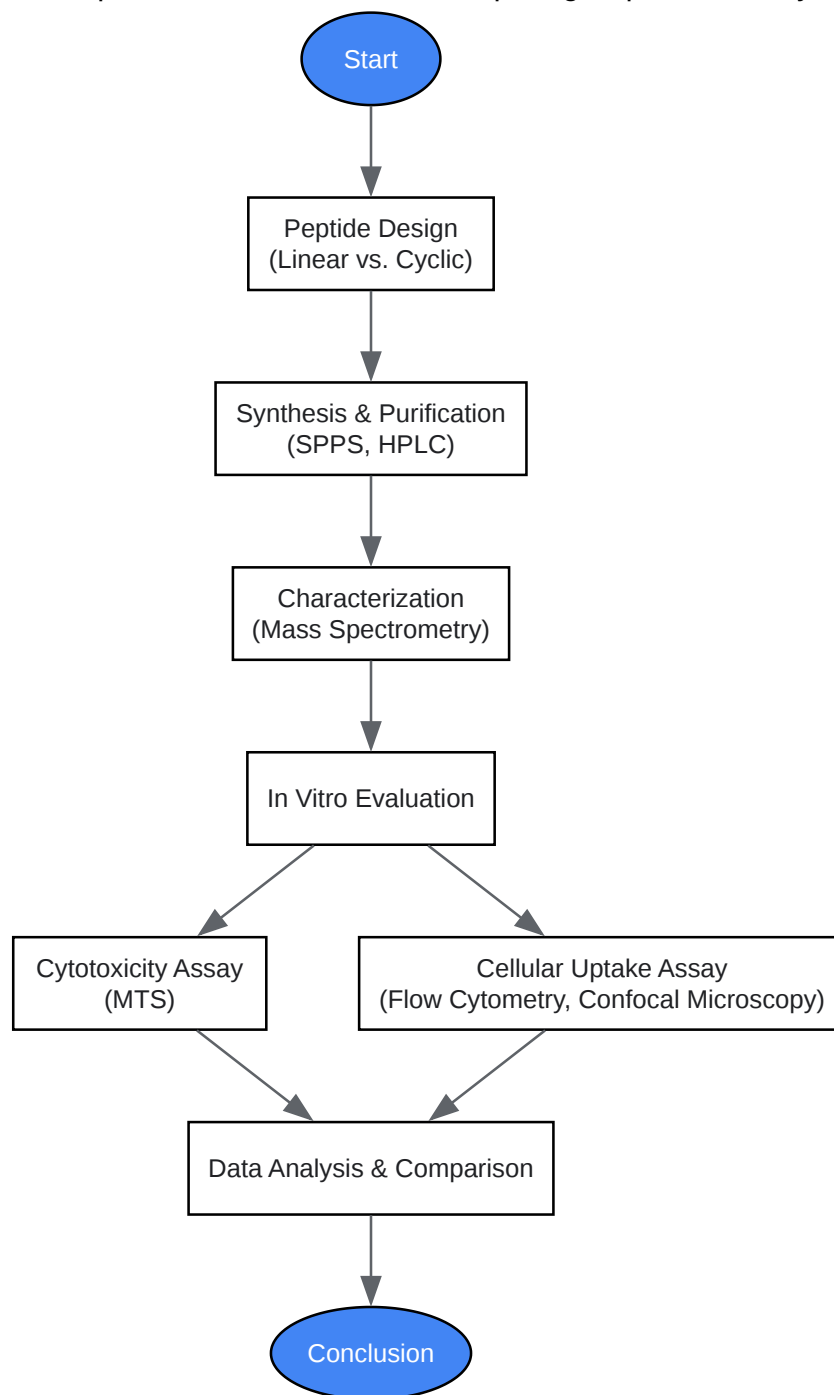 Start
Peptide Design
(Linear vs. Cyclic)
Synthesis & Purification
(SPPS, HPLC)
Characterization
(Mass Spectrometry)
In Vitro Evaluation
Cytotoxicity Assay
(MTS)
Cellular Uptake Assay
(Flow Cytometry, Confocal Microscopy)
Data Analysis & Comparison
Conclusion